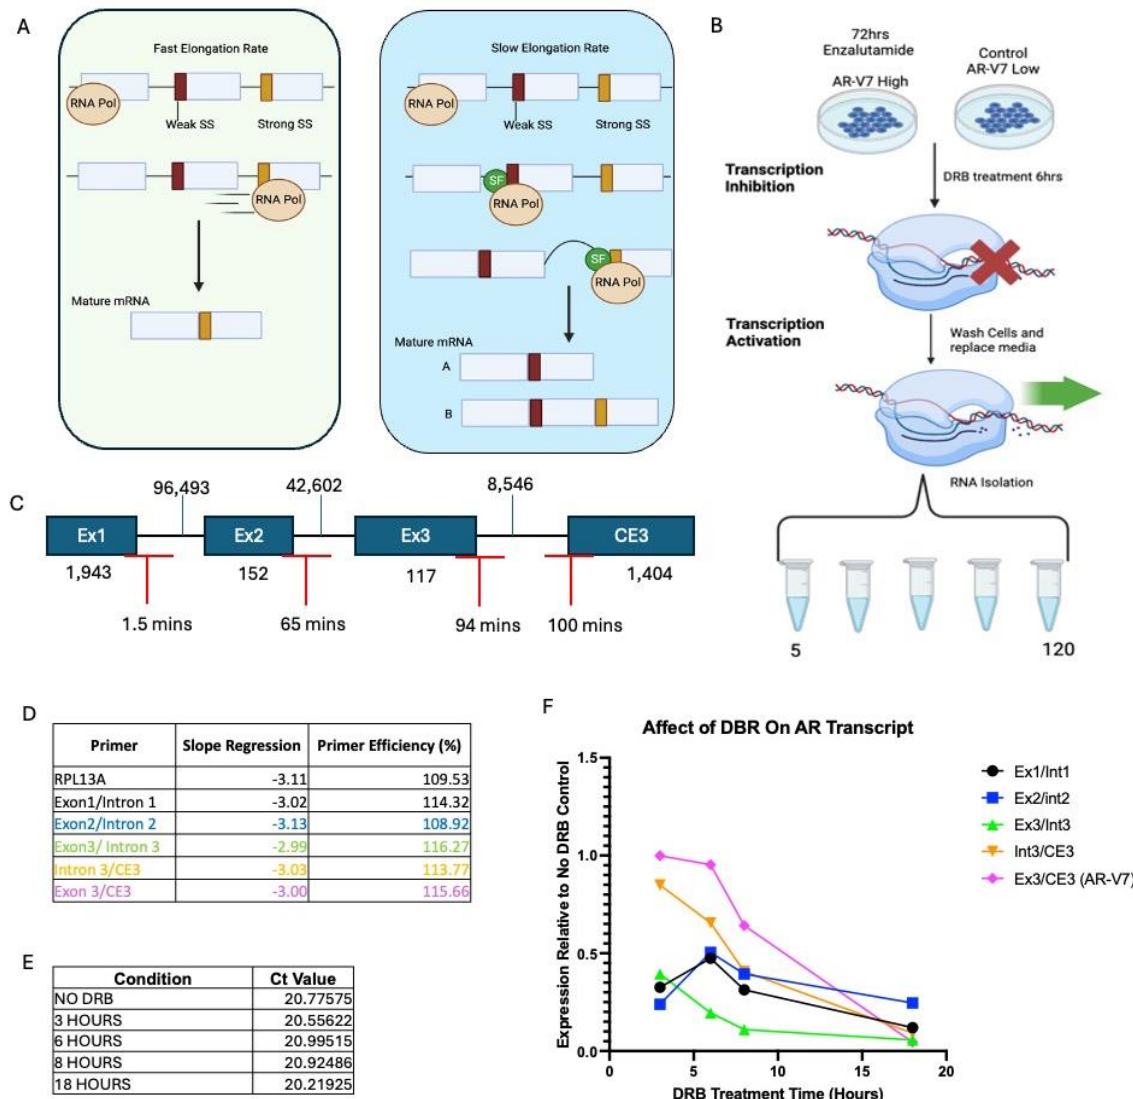 A
Fast Elongation Rate
RNA Pol
Weak SS
Strong SS
RNA Pol
Mature mRNA
Slow Elongation Rate
RNA Pol
Weak SS
Strong SS
SF
RNA Pol
SF
RNA Pol
Mature mRNA
A
B
B
72hrs
Enzalutamide
AR-V7 High
Control
AR-V7 Low
Transcription
Inhibition
DRB treatment 6hrs
Transcription
Activation
Wash Cells and
replace media
RNA Isolation
5
120
C
96,493
42,602
8,546
Ex1
Ex2
Ex3
CE3
1,943
152
117
1,404
1.5 mins
65 mins
94 mins
100 mins
D
Primer Slope Regression Primer Efficiency (%)
RPL13A -3.11 109.53
Exon1/Intron 1 -3.02 114.32
Exon2/Intron 2 -3.13 108.92
Exon3/ Intron 3 -2.99 116.27
Intron 3/CE3 -3.03 113.77
Exon 3/CE3 -3.00 115.66
E
Condition Ct Value
NO DRB 20.77575
3 HOURS 20.55622
6 HOURS 20.99515
8 HOURS 20.92486
18 HOURS 20.21925
F
Affect of DBR On AR Transcript
Expression Relative to No DRB Control
1.5
1.0
0.5
0.0
0 5 10 15 20
DRB Treatment Time (Hours)
Ex1/Int1
Ex2/int2
Ex3/Int3
Int3/CE3
Ex3/CE3 (AR-V7)